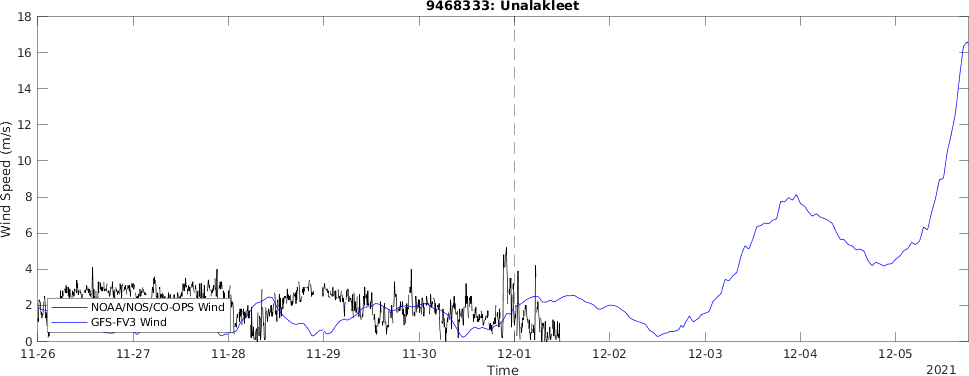 9468333: Unalakleet
Wind Speed (m/s)
18
16
14
12
10
8
6
4
2
0
NOAA/NOS/CO-OPS Wind
GFS-FV3 Wind
11-26 11-27 11-28 11-29 11-30 12-01 12-02 12-03 12-04 12-05
Time
2021